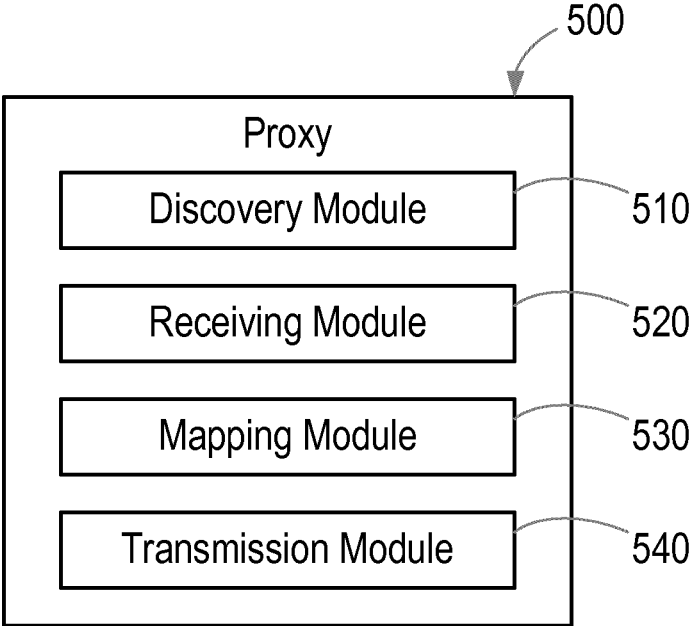 500
Proxy
Discovery Module 510
Receiving Module 520
Mapping Module 530
Transmission Module 540